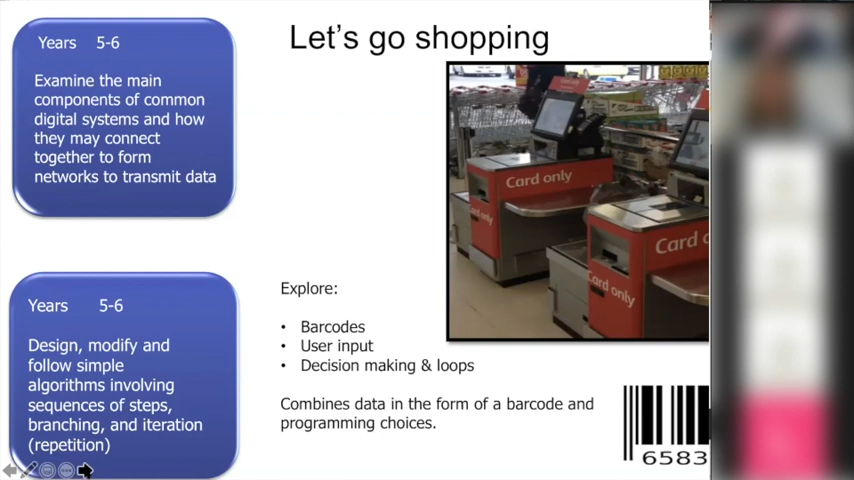 Let's go shopping
Years 5-6
Examine the main
components of common
digital systems and how
they may connect
together to form
networks to transmit data
Card only
Card only
Card
Card only
Years 5-6
Design, modify and
follow simple
algorithms involving
sequences of steps,
branching, and iteration
(repetition)
Explore:
• Barcodes
• User input
• Decision making & loops
Combines data in the form of a barcode and
programming choices.
6583